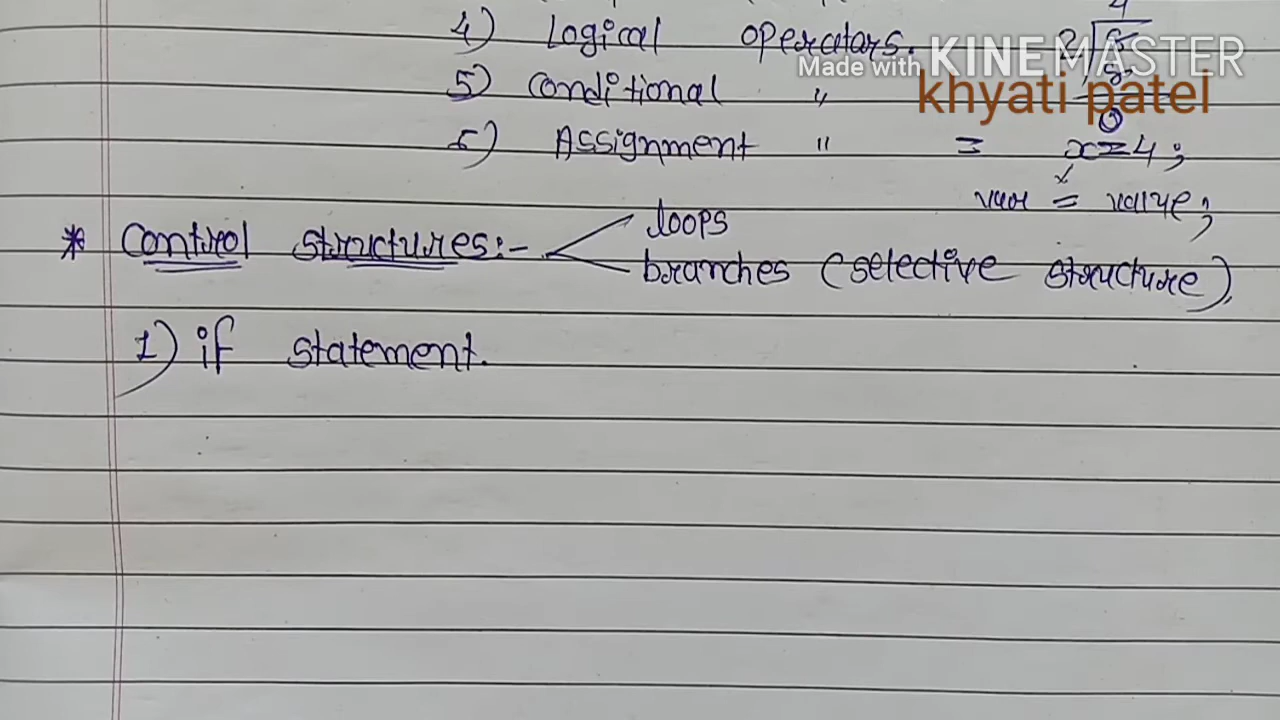 4) Logical operators.
5) Conditional "
6) Assignment " = x=4;
var = value;
Made with KINEMASTER
khyati patel
* Control structures:- loops
branches (selective structure),
1) if statement.